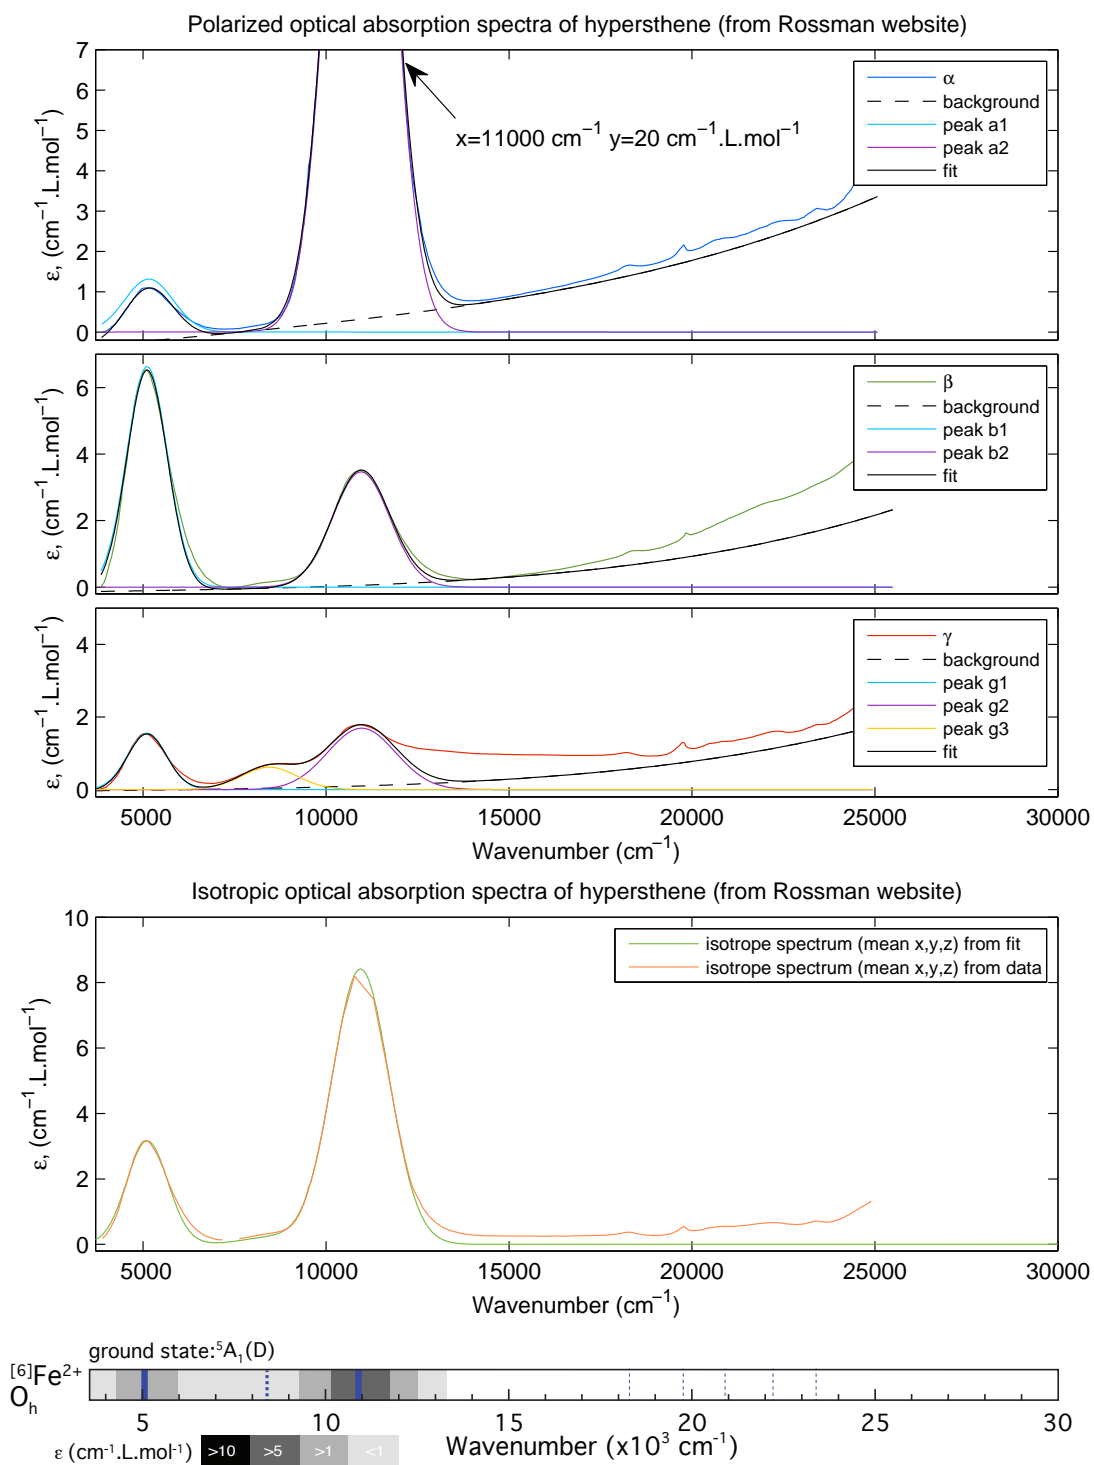 Polarized optical absorption spectra of hypersthene (from Rossman website)
7
6
5
4
3
2
1
0
ε, (cm⁻¹.L.mol⁻¹)
x=11000 cm⁻¹ y=20 cm⁻¹.L.mol⁻¹
α
background
peak a1
peak a2
fit
6
4
2
0
ε, (cm⁻¹.L.mol⁻¹)
β
background
peak b1
peak b2
fit
4
2
0
ε, (cm⁻¹.L.mol⁻¹)
γ
background
peak g1
peak g2
peak g3
fit
5000 10000 15000 20000 25000 30000
Wavenumber (cm⁻¹)
Isotropic optical absorption spectra of hypersthene (from Rossman website)
10
8
6
4
2
0
ε, (cm⁻¹.L.mol⁻¹)
isotrope spectrum (mean x,y,z) from fit
isotrope spectrum (mean x,y,z) from data
5000 10000 15000 20000 25000 30000
Wavenumber (cm⁻¹)
ground state:⁵A₁(D)
[6]Fe²⁺
Oₕ
5 10 15 20 25 30
Wavenumber (x10³ cm⁻¹)
ε (cm⁻¹.L.mol⁻¹) >10 >5 >1 <1